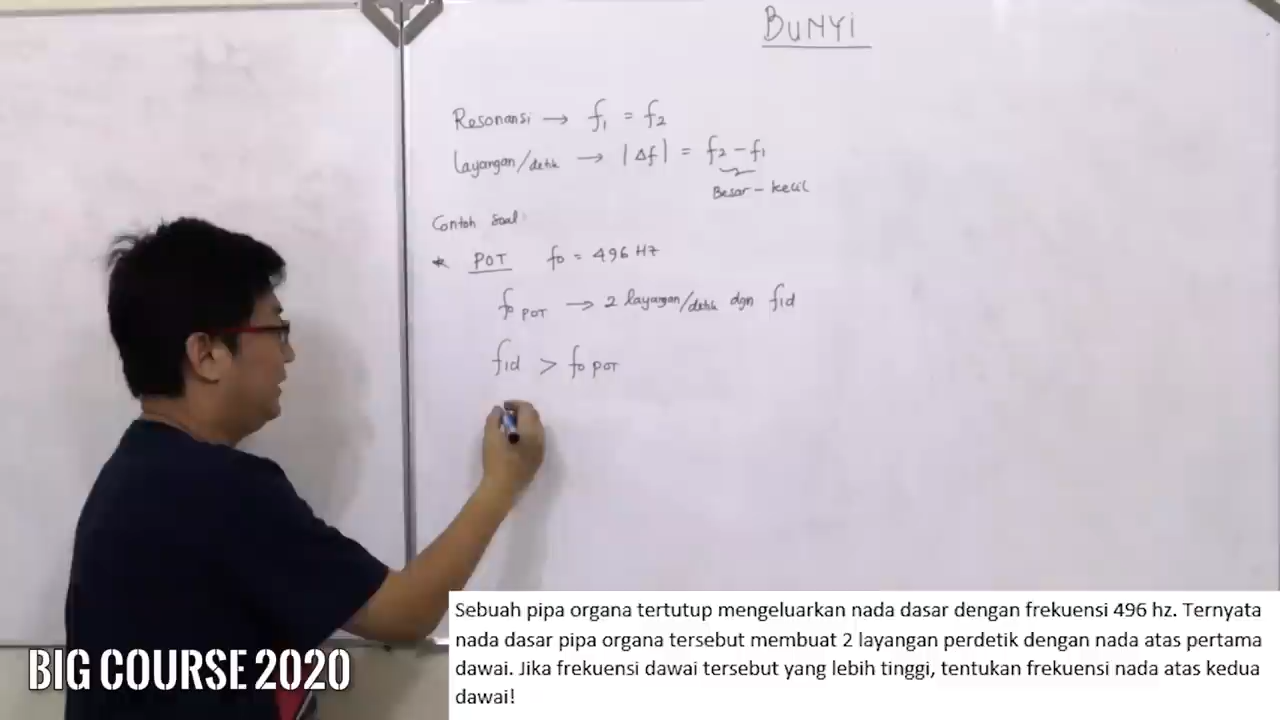 BUNYI
Resonansi → f₁ = f₂
Layangan/detik → |Δf| = f₂ - f₁
Besar - kecil
Contoh Soal:
* POT f₀ = 496 Hz
f₀ POT → 2 layangan/detik dgn f₁d
f₁d > f₀ POT
BIG COURSE 2020
Sebuah pipa organa tertutup mengeluarkan nada dasar dengan frekuensi 496 hz. Ternyata
nada dasar pipa organa tersebut membuat 2 layangan perdetik dengan nada atas pertama
dawai. Jika frekuensi dawai tersebut yang lebih tinggi, tentukan frekuensi nada atas kedua
dawai!